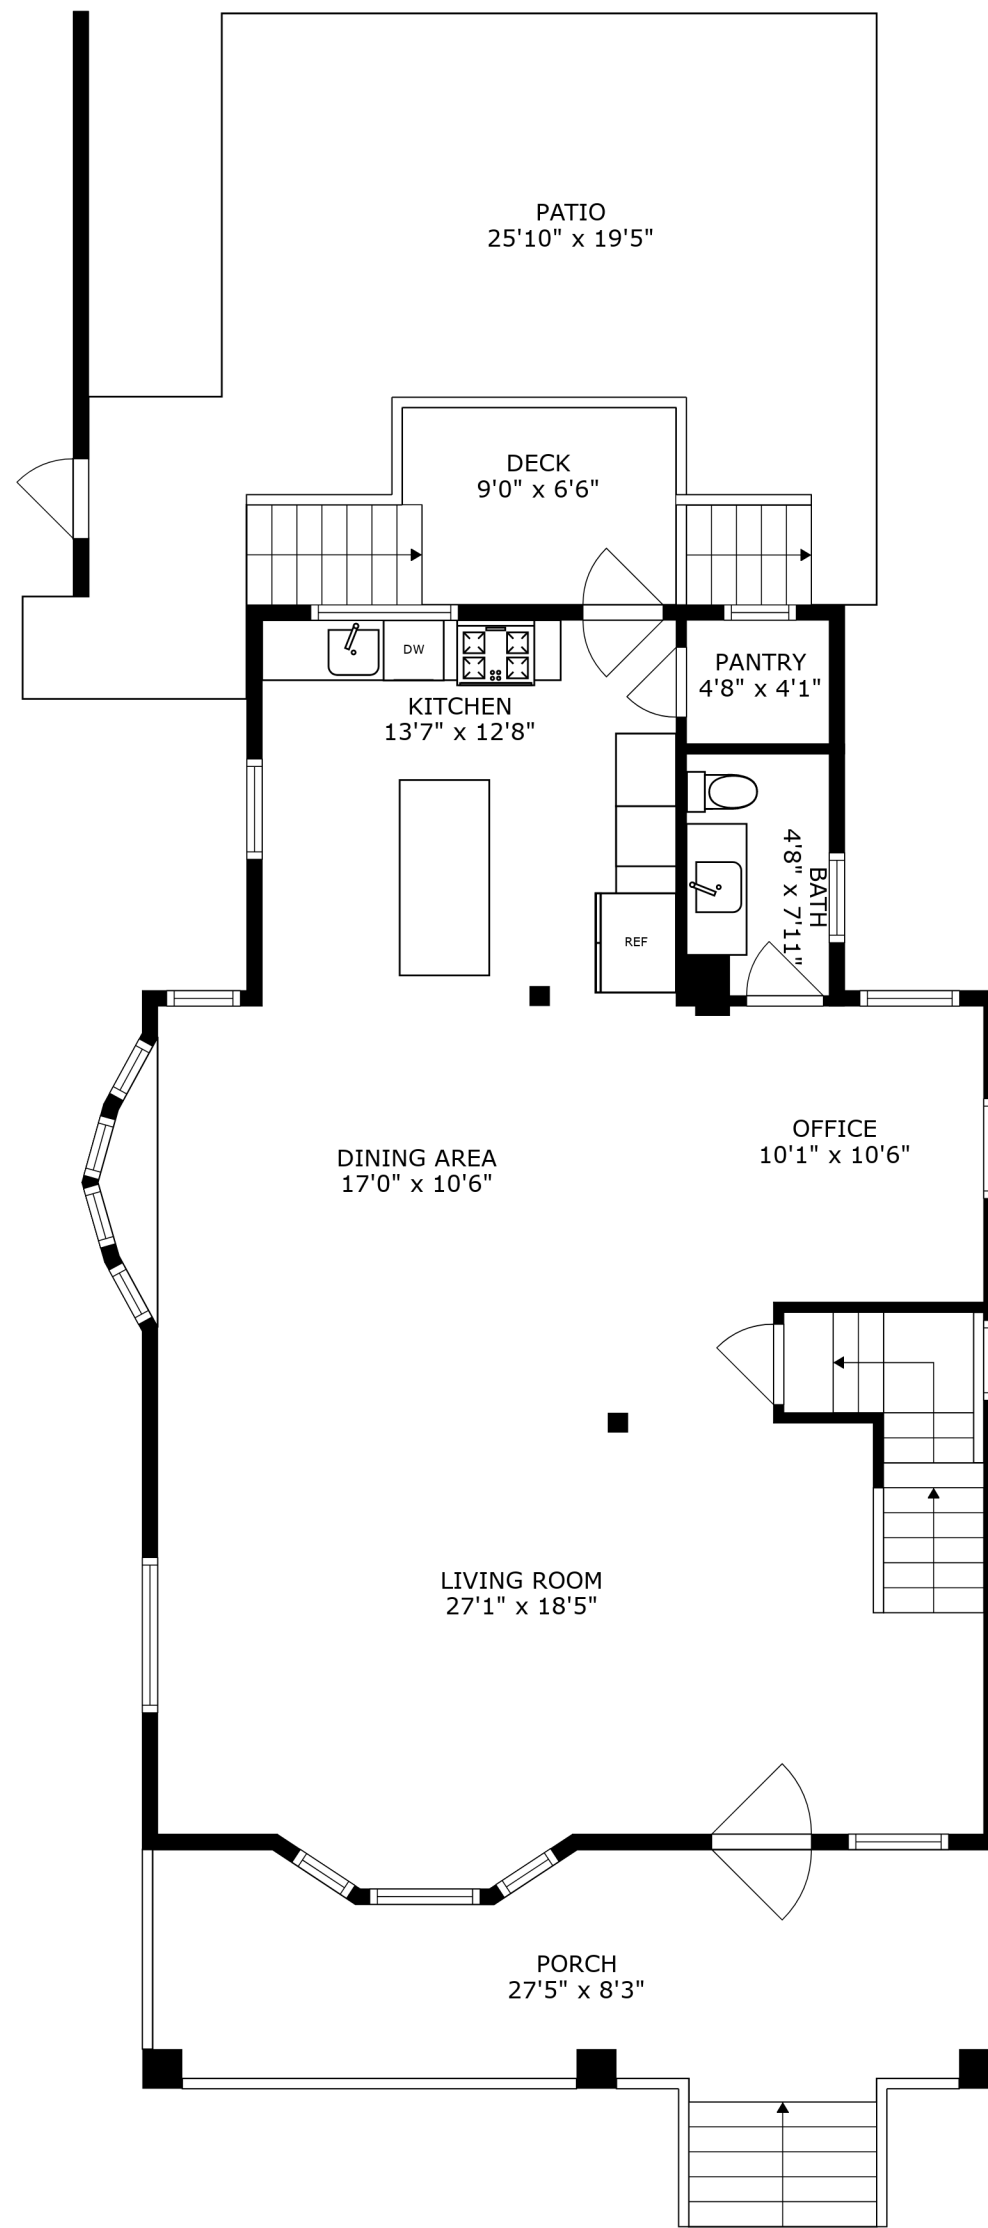 PATIO
25'10" x 19'5"
DECK
9'0" x 6'6"
DW
PANTRY
4'8" x 4'1"
KITCHEN
13'7" x 12'8"
BATH
4'8" x 7'11"
REF
OFFICE
10'1" x 10'6"
DINING AREA
17'0" x 10'6"
LIVING ROOM
27'1" x 18'5"
PORCH
27'5" x 8'3"